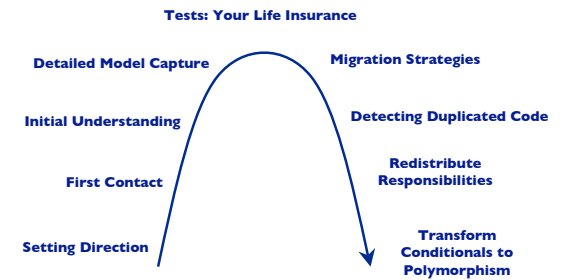 Tests: Your Life Insurance
Detailed Model Capture
Migration Strategies
Initial Understanding
Detecting Duplicated Code
First Contact
Redistribute
Responsibilities
Setting Direction
Transform
Conditionals to
Polymorphism